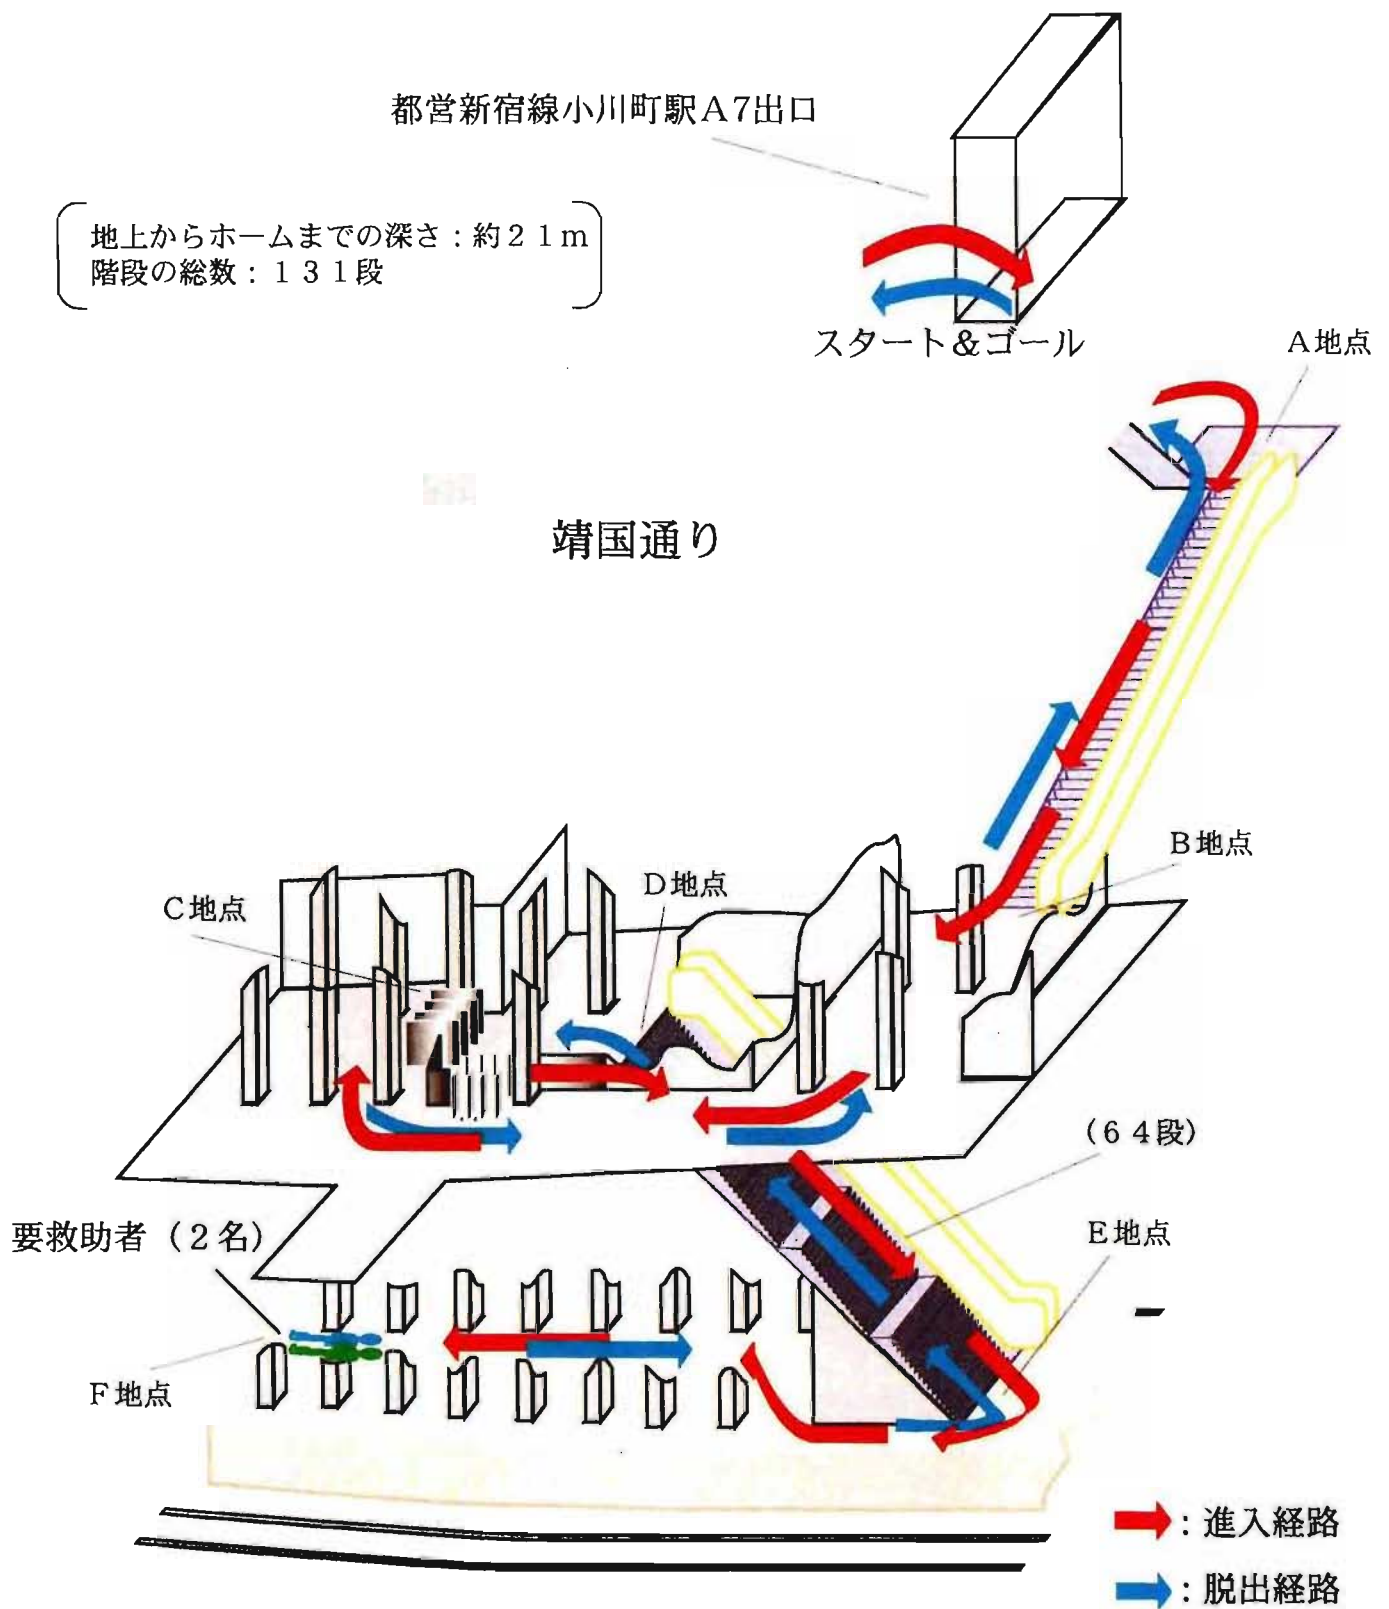 都営新宿線小川町駅A7出口
地上からホームまでの深さ：約２１m
階段の総数：１３１段
スタート＆ゴール
A地点
靖国通り
B地点
D地点
C地点
(６４段)
要救助者（２名）
E地点
F地点
：進入経路
：脱出経路